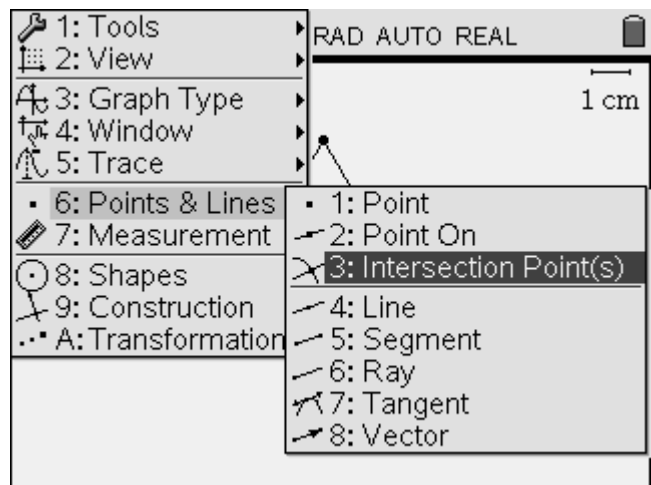 1: Tools
2: View
3: Graph Type
4: Window
5: Trace
6: Points & Lines
7: Measurement
8: Shapes
9: Construction
A: Transformation
RAD AUTO REAL
1 cm
1: Point
2: Point On
3: Intersection Point(s)
4: Line
5: Segment
6: Ray
7: Tangent
8: Vector